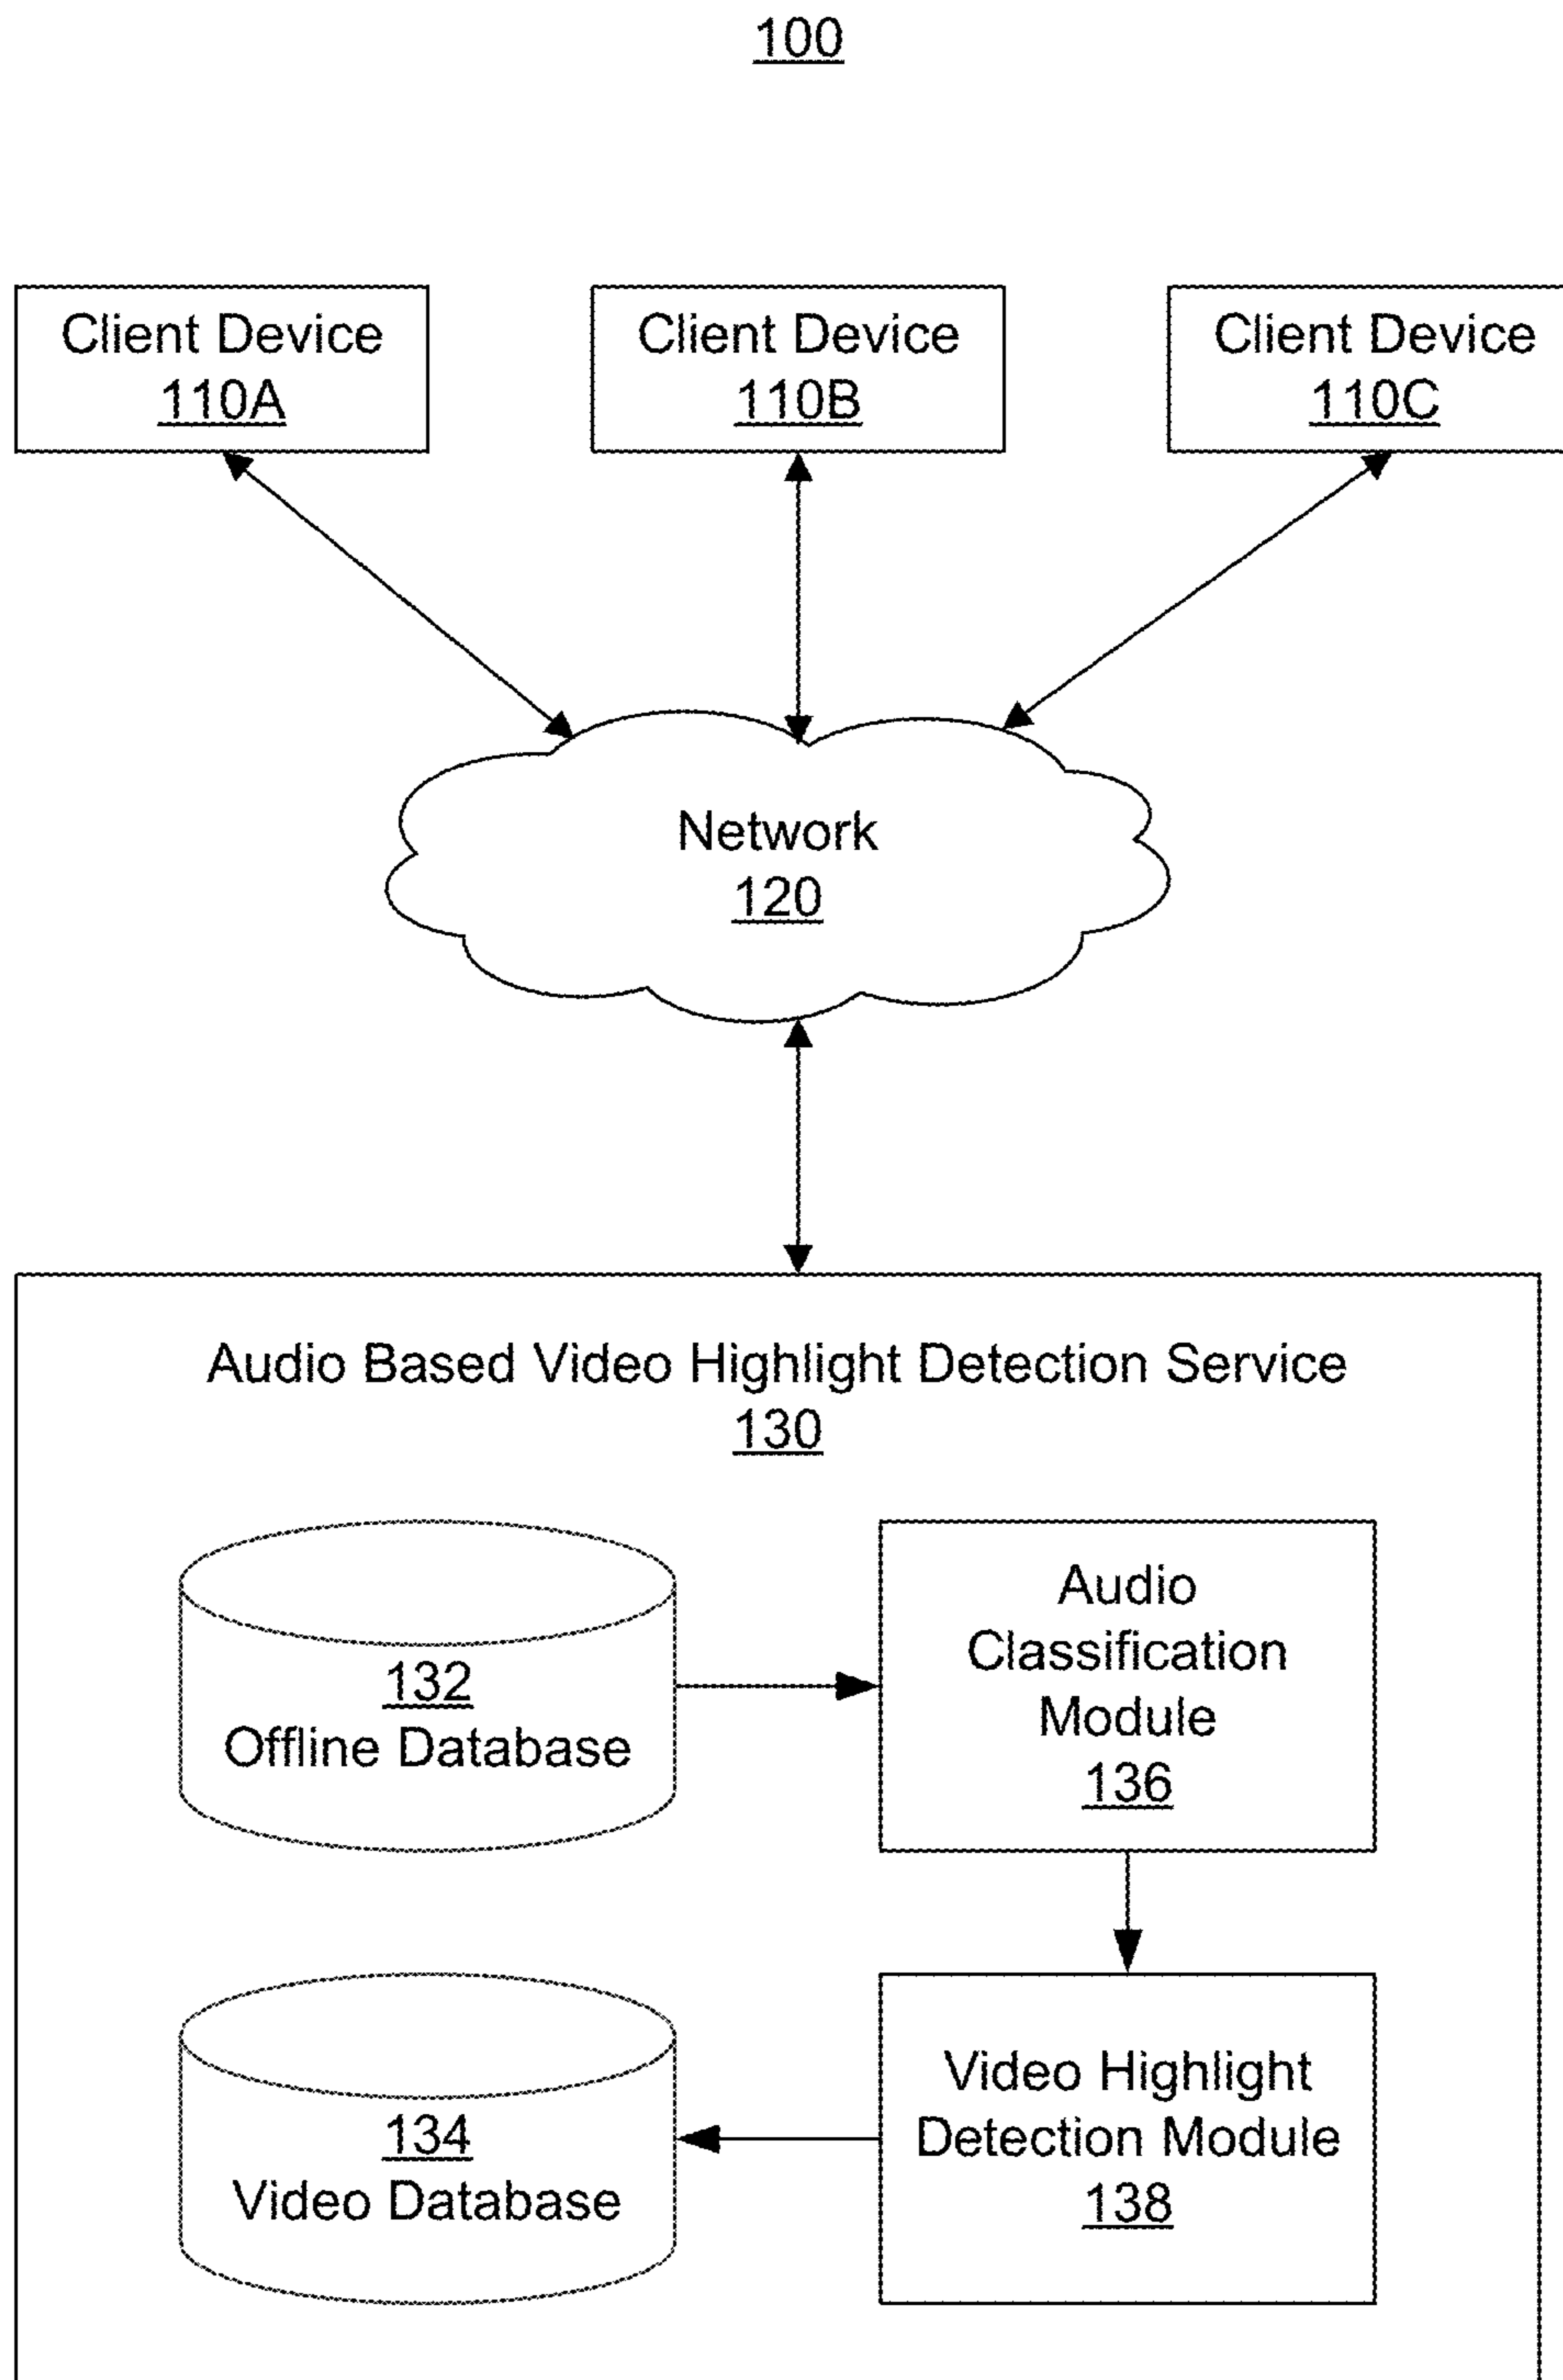 100
Client Device
110A
Client Device
110B
Client Device
110C
Network
120
Audio Based Video Highlight Detection Service
130
132
Offline Database
Audio
Classification
Module
136
134
Video Database
Video Highlight
Detection Module
138